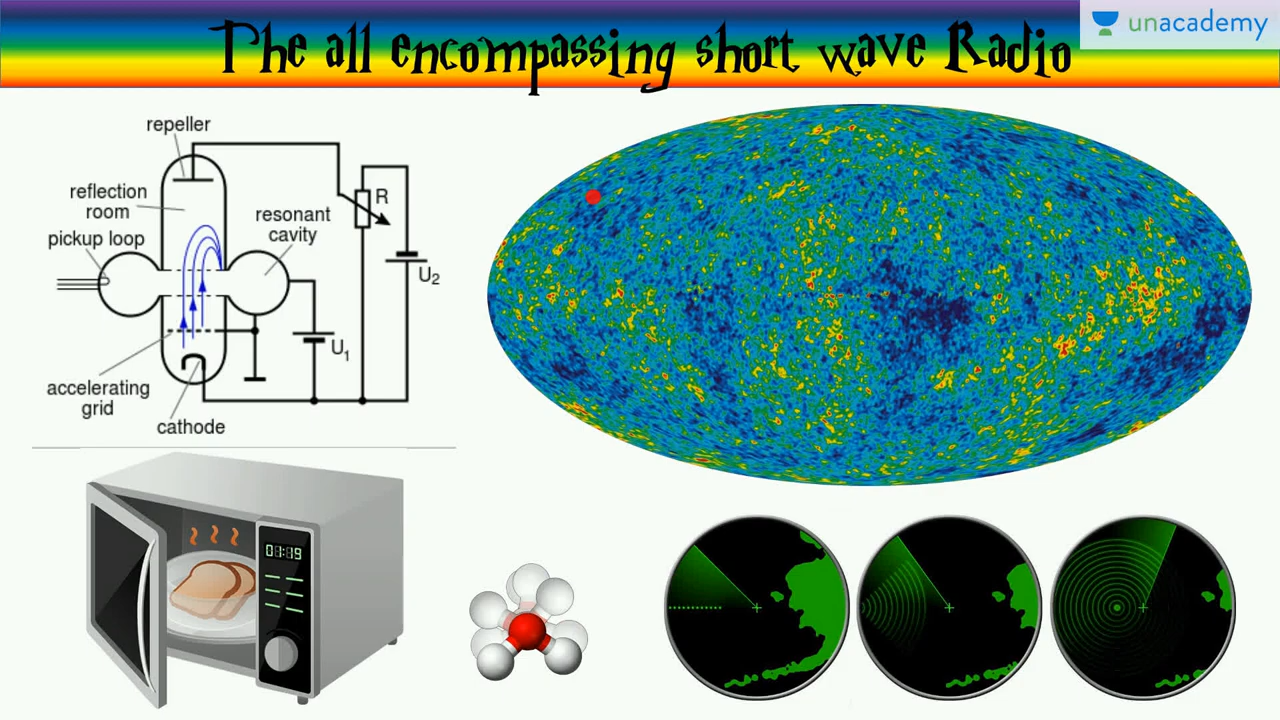 The all encompassing short wave Radio
unacademy
repeller
reflection
room
pickup loop
resonant
cavity
R
U2
U1
accelerating
grid
cathode
01:19